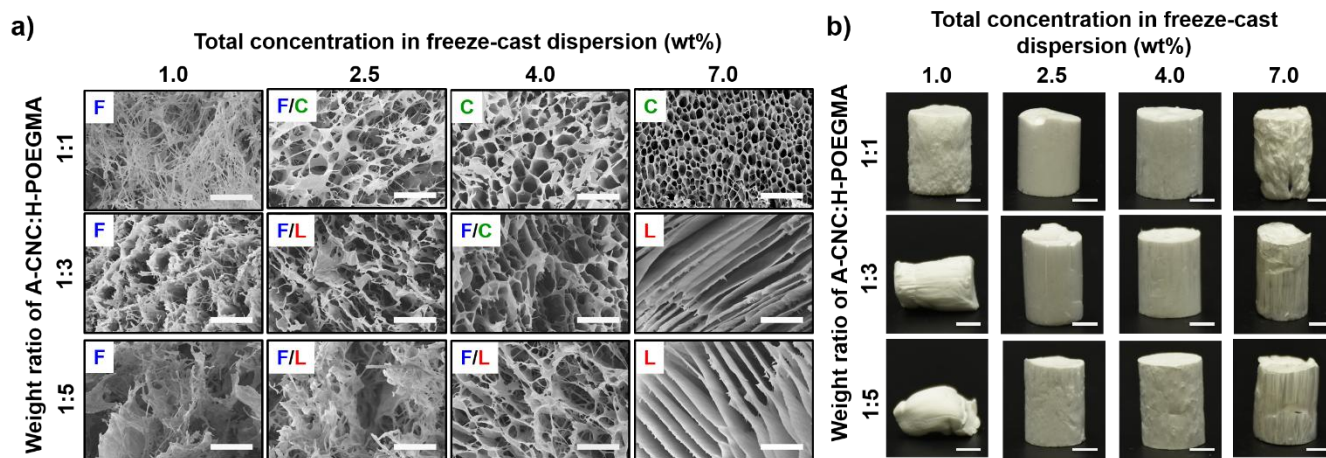 a)
Total concentration in freeze-cast dispersion (wt%)
1.0 2.5 4.0 7.0
Weight ratio of A-CNC:H-POEGMA
1:1
F F/C C C
1:3
F F/L F/C L
1:5
F F/L F/L L
b)
Total concentration in freeze-cast
dispersion (wt%)
1.0 2.5 4.0 7.0
Weight ratio of A-CNC:H-POEGMA
1:1
1:3
1:5